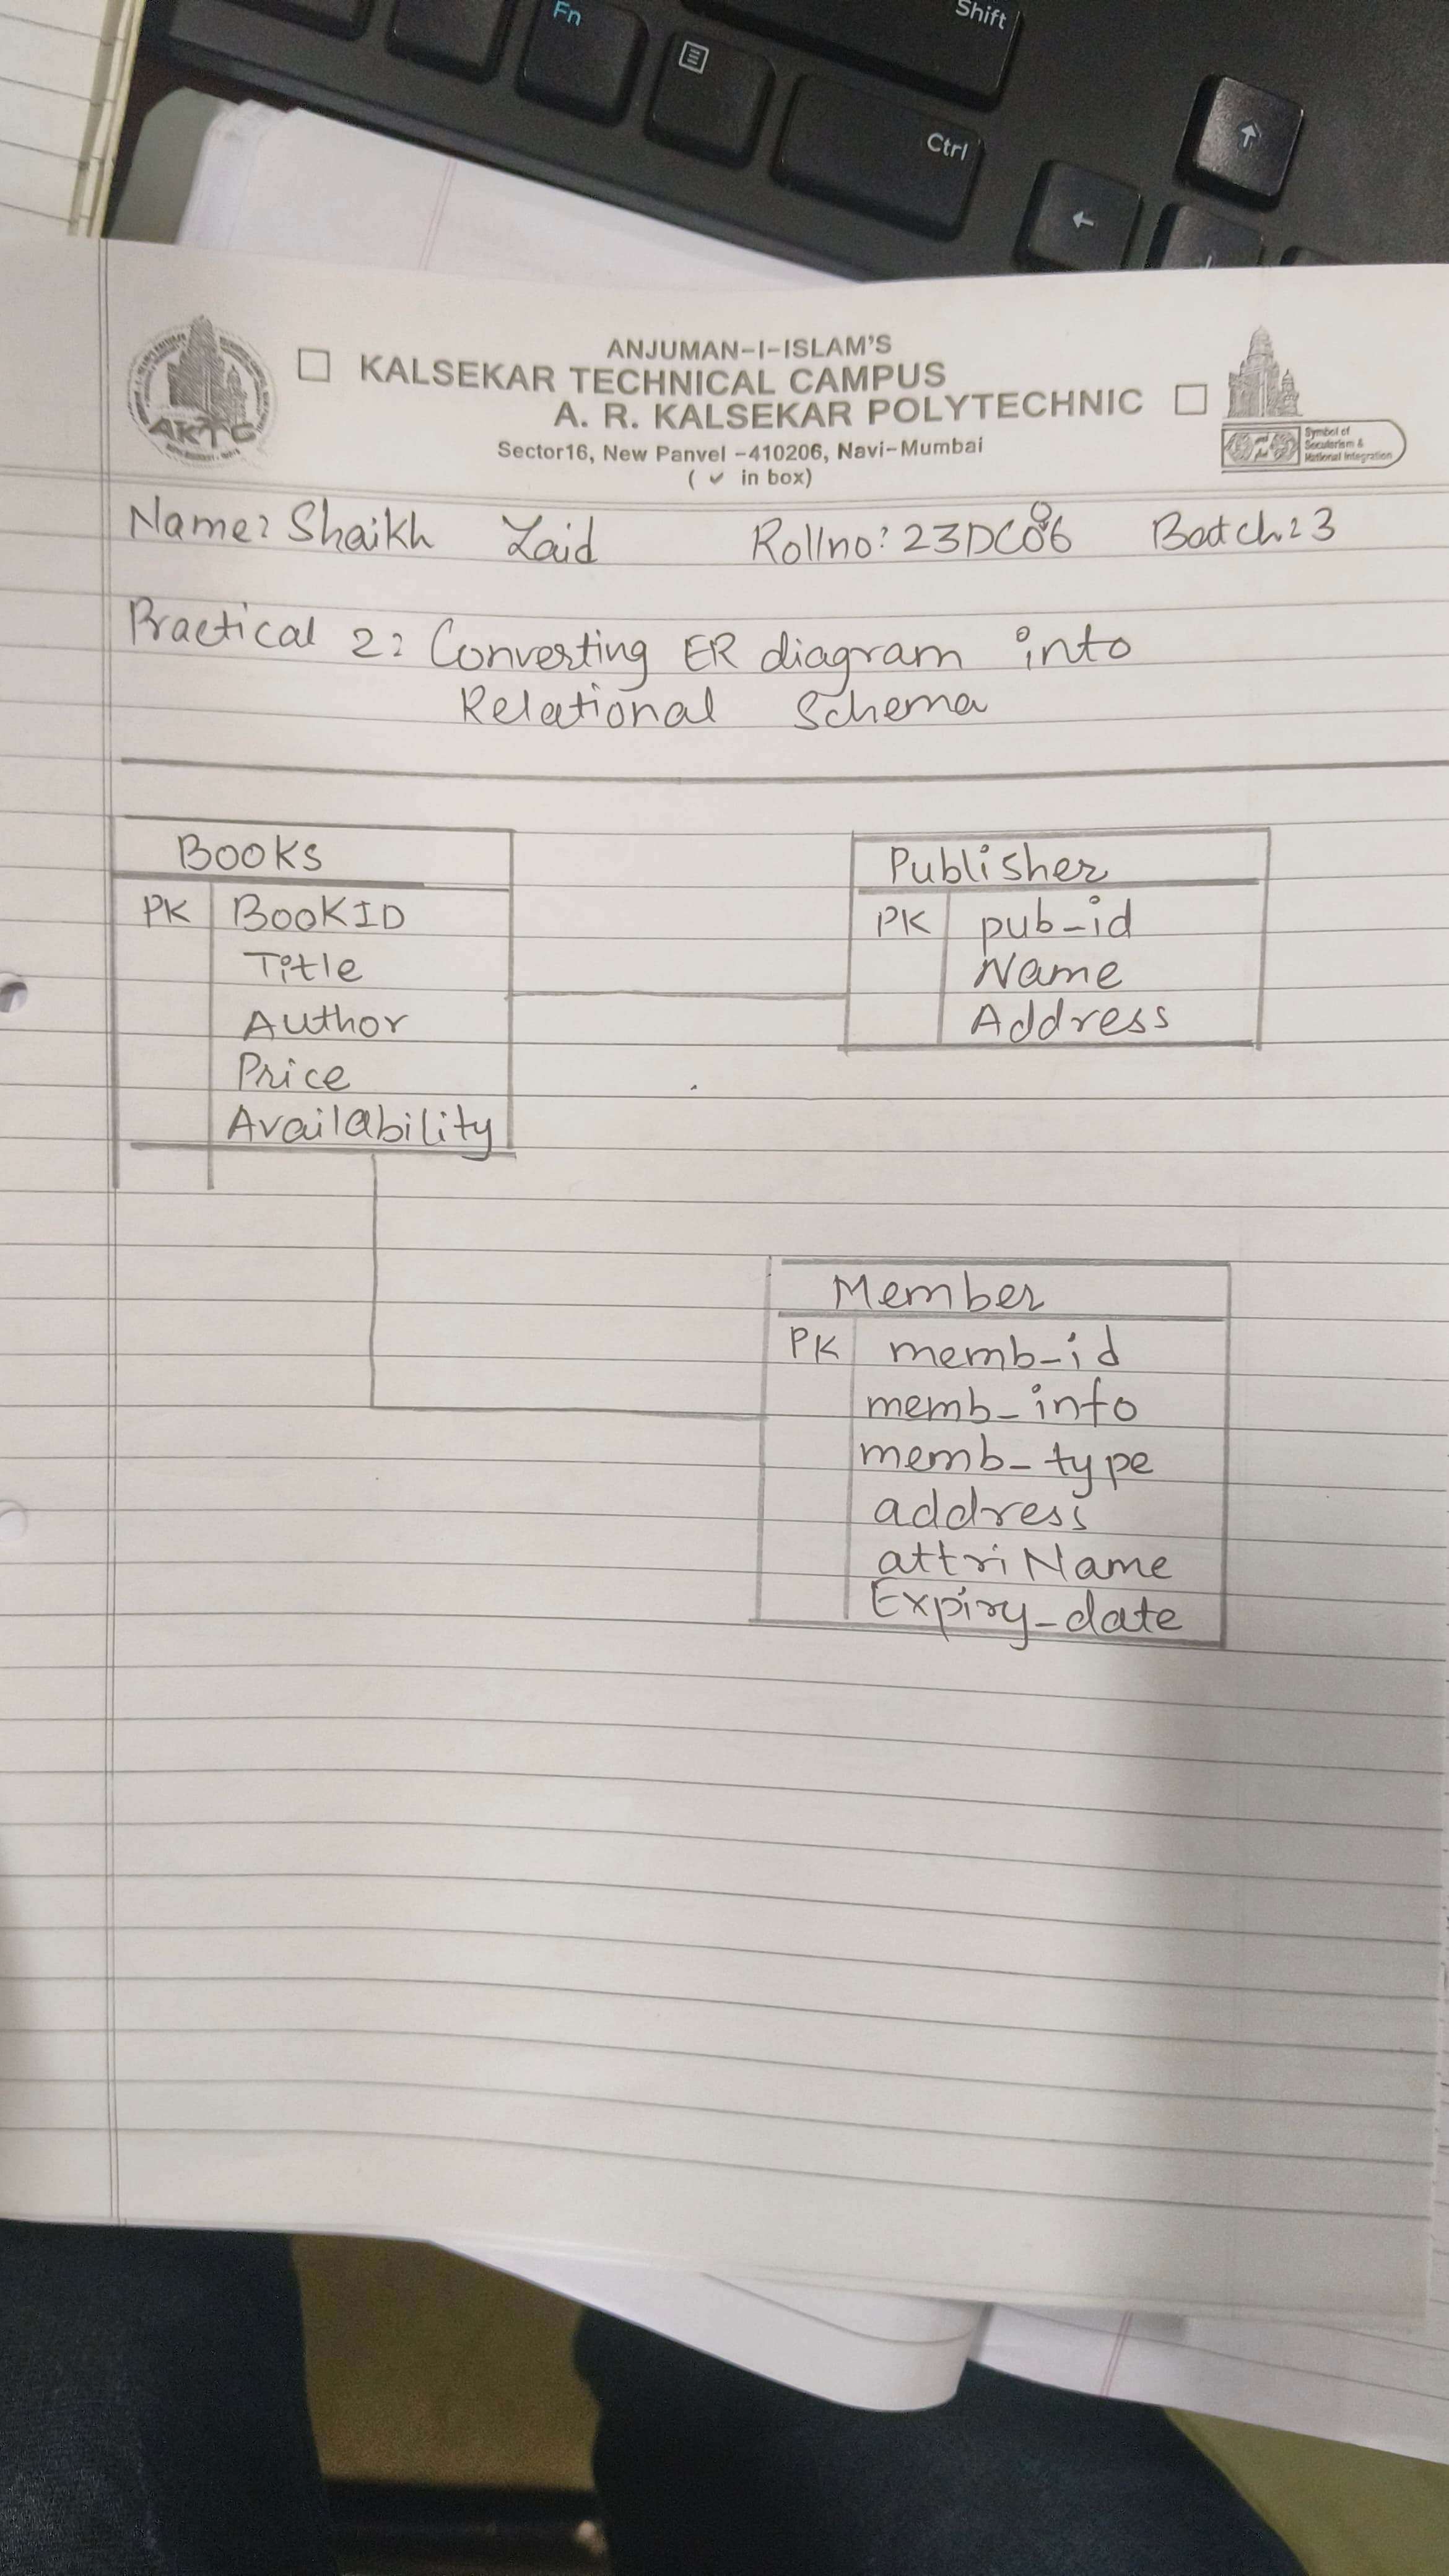 Fn
Shift
Ctrl
ANJUMAN-I-ISLAM'S
KALSEKAR TECHNICAL CAMPUS
A. R. KALSEKAR POLYTECHNIC
Sector16, New Panvel -410206, Navi-Mumbai
( ✓ in box)
AKTC
Symbol of
Secularism &
National Integration
Name: Shaikh Zaid Rollno: 23DCO86 Batch: 3
Practical 2: Converting ER diagram into
Relational Schema
Books
PK BookID
Title
Author
Price
Availability
Publisher
PK pub-id
Name
Address
Member
PK memb-id
memb-info
memb-type
address
attriName
Expiry-date